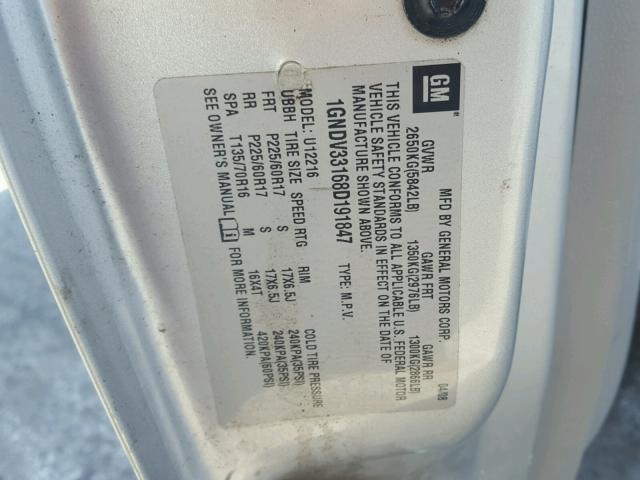 GM
MFD BY GENERAL MOTORS CORP. 04/08
GVWR GAWR FRT GAWR RR
2650KG(5842LB) 1350KG(2976LB) 1300KG(2866LB)
THIS VEHICLE CONFORMS TO ALL APPLICABLE U.S. FEDERAL MOTOR
VEHICLE SAFETY STANDARDS IN EFFECT ON THE DATE OF
MANUFACTURE SHOWN ABOVE.
1GNDV33168D191847 TYPE: M.P.V.
MODEL: U12216
UBBH TIRE SIZE SPEED RTG RIM COLD TIRE PRESSURE
FRT P225/60R17 S 17X6.5J 240KPA(35PSI)
RR P225/60R17 S 17X6.5J 240KPA(35PSI)
SPA T135/70R16 M 16X4T 420KPA(60PSI)
SEE OWNER'S MANUAL FOR MORE INFORMATION.